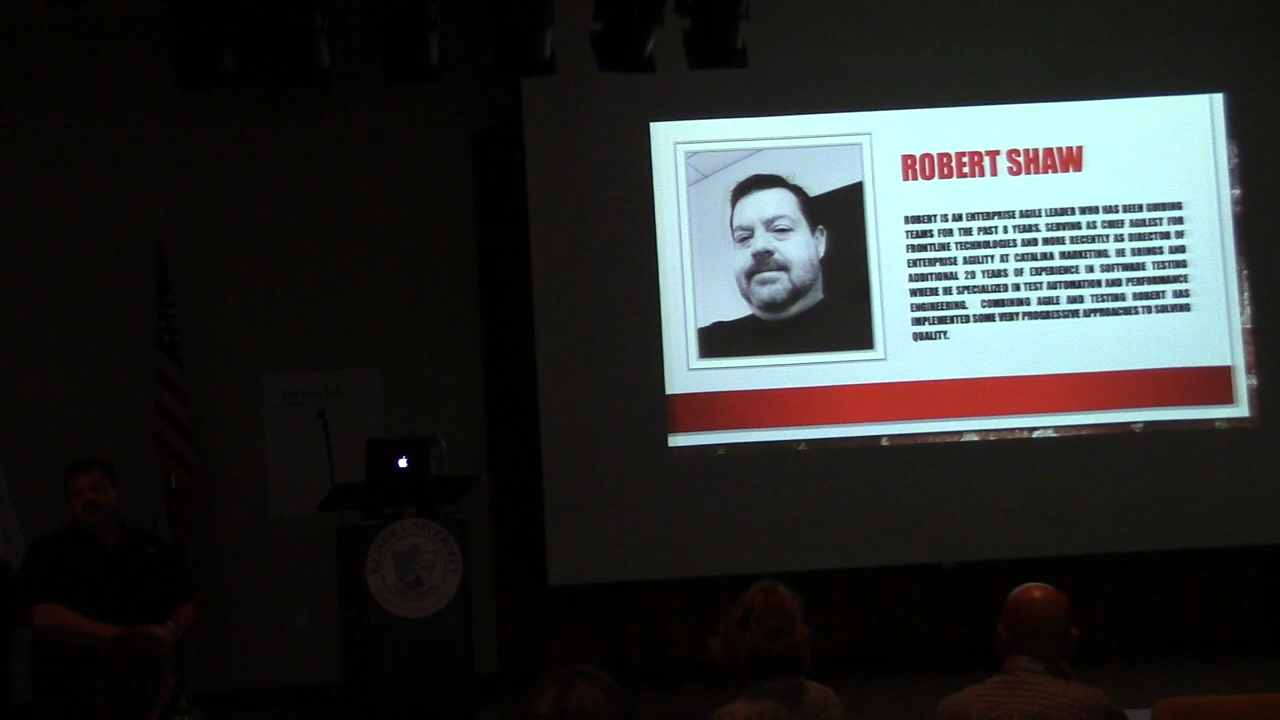 ROBERT SHAW
ROBERT IS AN ENTERPRISE AGILE LEADER WHO HAS BEEN GUIDING
TEAMS FOR THE PAST 8 YEARS. SERVING AS CHIEF AGILEST FOR
FRONTLINE TECHNOLOGIES AND MORE RECENTLY AS DIRECTOR OF
ENTERPRISE AGILITY AT CATALINA MARKETING. HE BRINGS AND
ADDITIONAL 20 YEARS OF EXPERIENCE IN SOFTWARE TESTING
WHERE HE SPECIALIZED IN TEST AUTOMATION AND PERFORMANCE
ENGINEERING. COMBINING AGILE AND TESTING ROBERT HAS
IMPLEMENTED SOME VERY PROGRESSIVE APPROACHES TO SOLVING
QUALITY.
KEISER UNIVERSITY